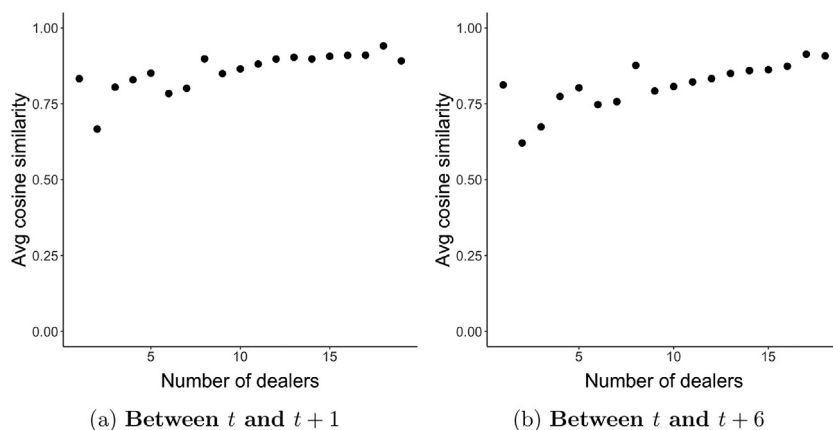 1.00
0.75
0.50
0.25
0.00
Avg cosine similarity
5 10 15
Number of dealers
(a) Between t and t + 1
1.00
0.75
0.50
0.25
0.00
Avg cosine similarity
5 10 15
Number of dealers
(b) Between t and t + 6